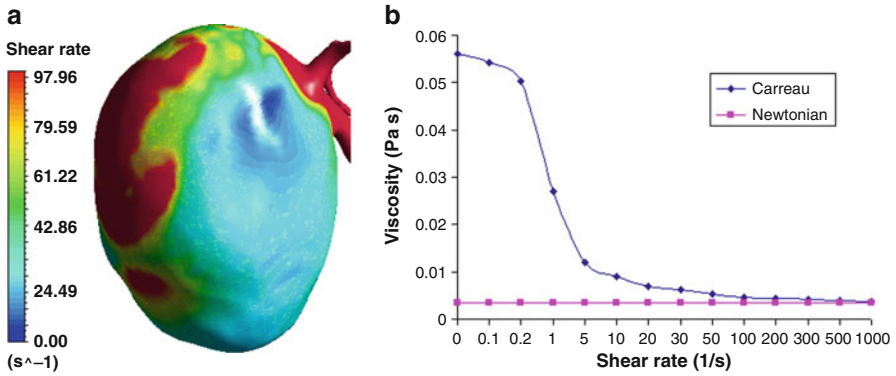 a
Shear rate
97.96
79.59
61.22
42.86
24.49
0.00
(s^−1)
b
0.06
0.05
0.04
0.03
0.02
0.01
0
Viscosity (Pa s)
Carreau
Newtonian
0 0.1 0.2 1 5 10 20 30 50 100 200 300 500 1000
Shear rate (1/s)